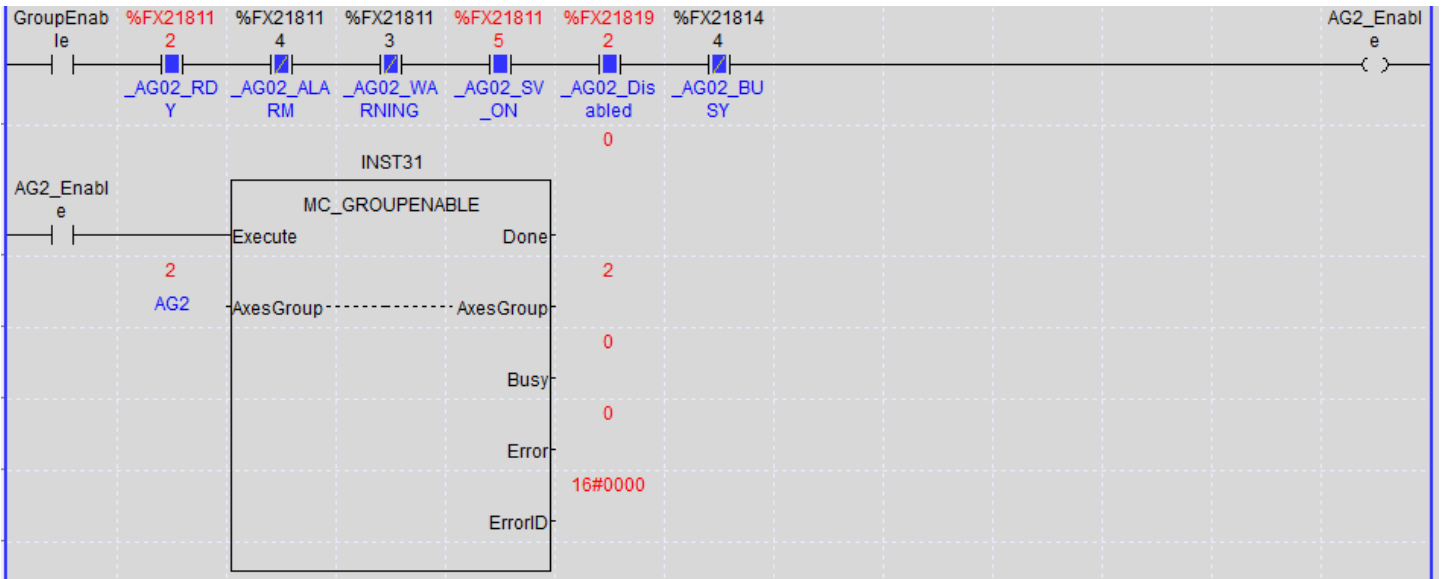 GroupEnab %FX21811 %FX21811 %FX21811 %FX21811 %FX21819 %FX21814 AG2_Enabl
le 2 4 3 5 2 4 e
_AG02_RD _AG02_ALA _AG02_WA _AG02_SV _AG02_Dis _AG02_BU
Y RM RNING _ON abled SY
0
INST31
AG2_Enabl
e
MC_GROUPENABLE
Execute Done
2 2
AG2 AxesGroup AxesGroup
0
Busy
0
Error
16#0000
ErrorID